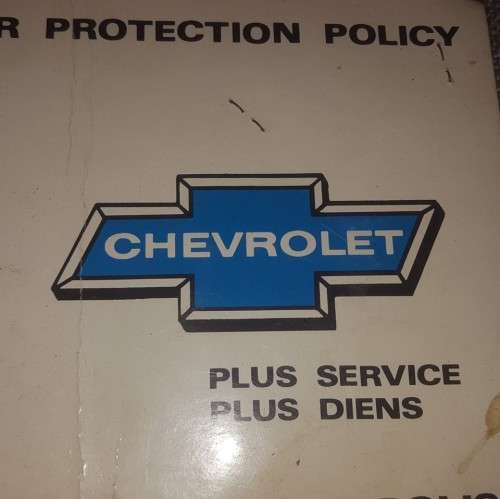 R PROTECTION POLICY
CHEVROLET
PLUS SERVICE
PLUS DIENS